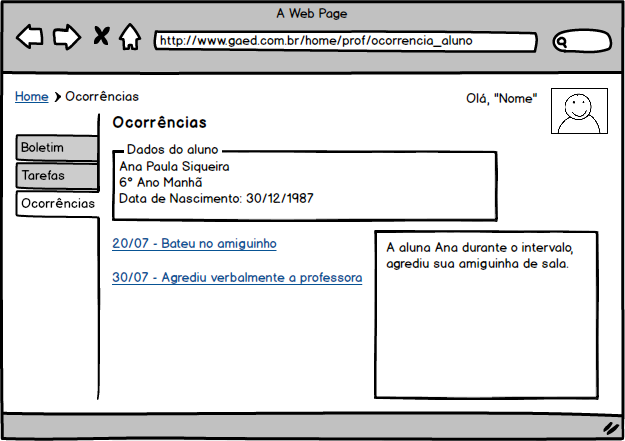 A Web Page
http://www.gaed.com.br/home/prof/ocorrencia_aluno
Home > Ocorrências
Olá, "Nome"
Ocorrências
Boletim
Tarefas
Ocorrências
Dados do aluno
Ana Paula Siqueira
6° Ano Manhã
Data de Nascimento: 30/12/1987
20/07 - Bateu no amiguinho
30/07 - Agrediu verbalmente a professora
A aluna Ana durante o intervalo,
agrediu sua amiguinha de sala.